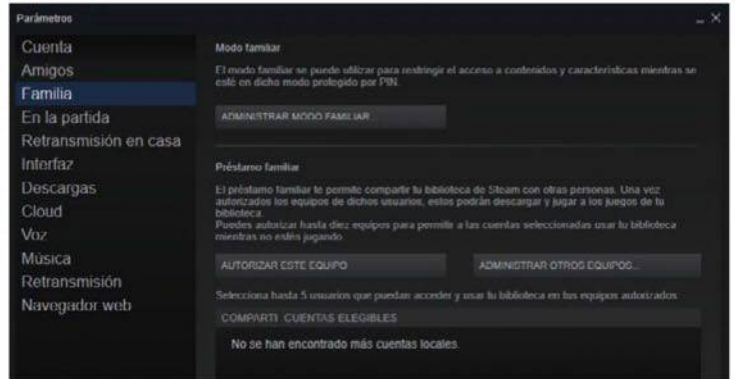 Parámetros
Cuenta
Amigos
Familia
En la partida
Retransmisión en casa
Interfaz
Descargas
Cloud
Voz
Música
Retransmisión
Navegador web
Modo familiar
El modo familiar se puede utilizar para restringir el acceso a contenidos y características mientras se
esté en dicho modo protegido por PIN.
ADMINISTRAR MODO FAMILIAR...
Préstamo familiar
El préstamo familiar te permite compartir tu biblioteca de Steam con otras personas. Una vez
autorizados los equipos de dichos usuarios, estos podrán descargar y jugar a los juegos de tu
biblioteca.
Puedes autorizar hasta diez equipos para permitir a las cuentas seleccionadas usar tu biblioteca
mientras no estés jugando
AUTORIZAR ESTE EQUIPO
ADMINISTRAR OTROS EQUIPOS...
Selecciona hasta 5 usuarios que puedan acceder y usar tu biblioteca en tus equipos autorizados
COMPARTI CUENTAS ELEGIBLES
No se han encontrado más cuentas locales.